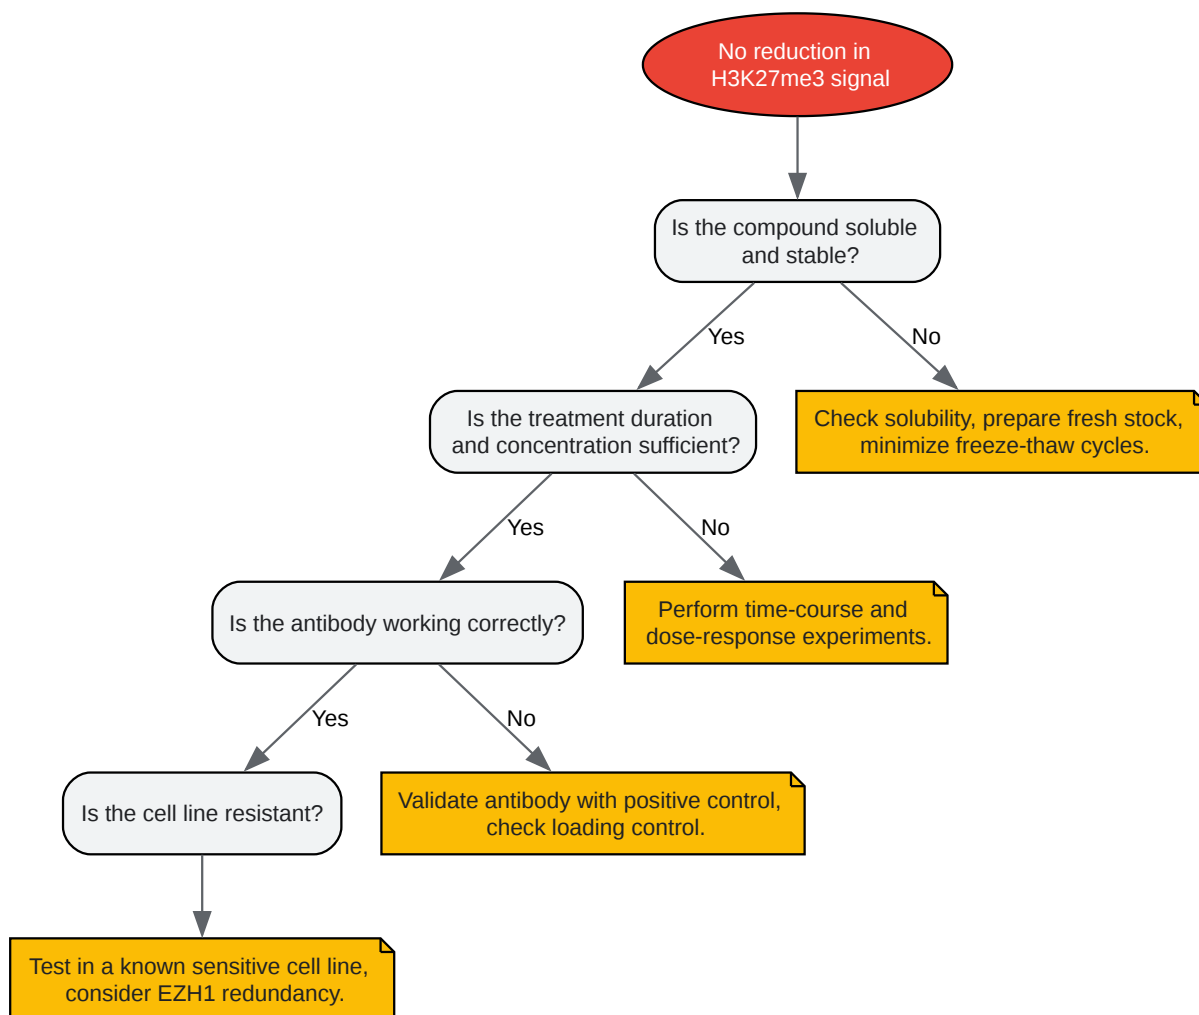 No reduction in
H3K27me3 signal
Is the compound soluble
and stable?
Yes
No
Is the treatment duration
and concentration sufficient?
Check solubility, prepare fresh stock,
minimize freeze-thaw cycles.
Yes
No
Is the antibody working correctly?
Perform time-course and
dose-response experiments.
Yes
No
Is the cell line resistant?
Validate antibody with positive control,
check loading control.
Test in a known sensitive cell line,
consider EZH1 redundancy.